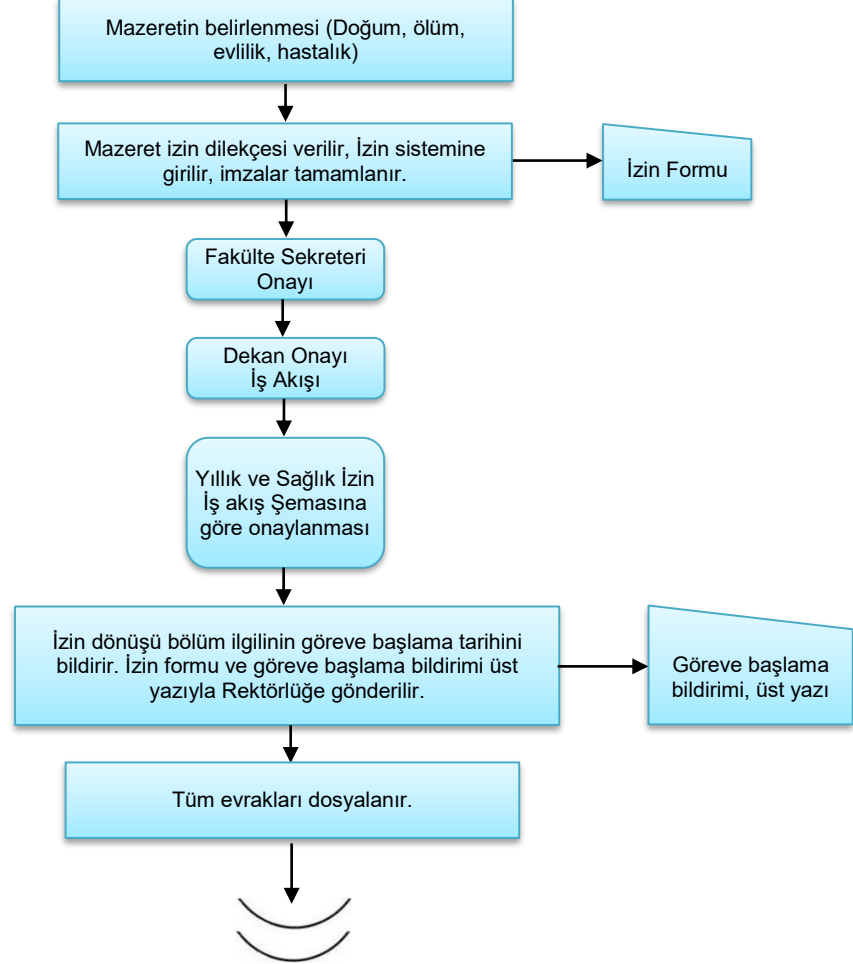 Mazeretin belirlenmesi (Doğum, ölüm,
evlilik, hastalık)
Mazeret izin dilekçesi verilir, İzin sistemine
girilir, imzalar tamamlanır.
İzin Formu
Fakülte Sekreteri
Onayı
Dekan Onayı
İş Akışı
Yıllık ve Sağlık İzin
İş akış Şemasına
göre onaylanması
İzin dönüşü bölüm ilgilinin göreve başlama tarihini
bildirir. İzin formu ve göreve başlama bildirimi üst
yazıyla Rektörlüğe gönderilir.
Göreve başlama
bildirimi, üst yazı
Tüm evrakları dosyalanır.